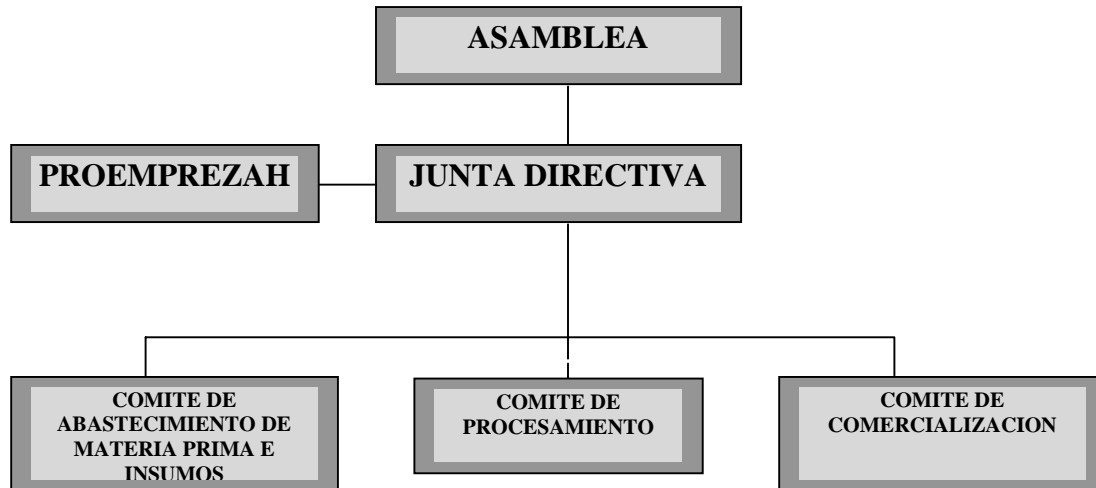 ASAMBLEA
PROEMPREZAH
JUNTA DIRECTIVA
COMITE DE
ABASTECIMIENTO DE
MATERIA PRIMA E
INSUMOS
COMITE DE
PROCESAMIENTO
COMITE DE
COMERCIALIZACION